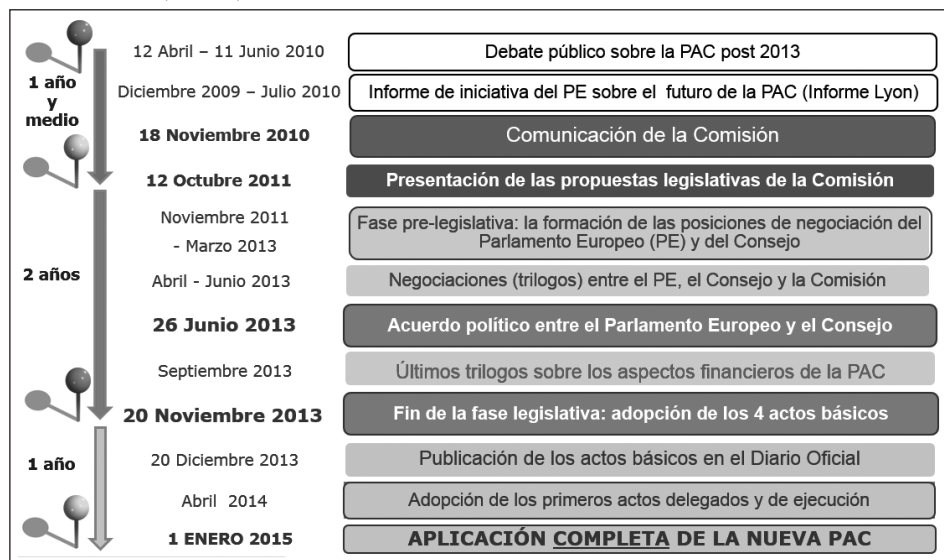 12 Abril – 11 Junio 2010
Debate público sobre la PAC post 2013
1 año
y
medio
Diciembre 2009 – Julio 2010
Informe de iniciativa del PE sobre el futuro de la PAC (Informe Lyon)
18 Noviembre 2010
Comunicación de la Comisión
12 Octubre 2011
Presentación de las propuestas legislativas de la Comisión
2 años
Noviembre 2011
- Marzo 2013
Fase pre-legislativa: la formación de las posiciones de negociación del
Parlamento Europeo (PE) y del Consejo
Abril - Junio 2013
Negociaciones (trilogos) entre el PE, el Consejo y la Comisión
26 Junio 2013
Acuerdo político entre el Parlamento Europeo y el Consejo
Septiembre 2013
Últimos trilogos sobre los aspectos financieros de la PAC
20 Noviembre 2013
Fin de la fase legislativa: adopción de los 4 actos básicos
1 año
20 Diciembre 2013
Publicación de los actos básicos en el Diario Oficial
Abril 2014
Adopción de los primeros actos delegados y de ejecución
1 ENERO 2015
APLICACIÓN COMPLETA DE LA NUEVA PAC